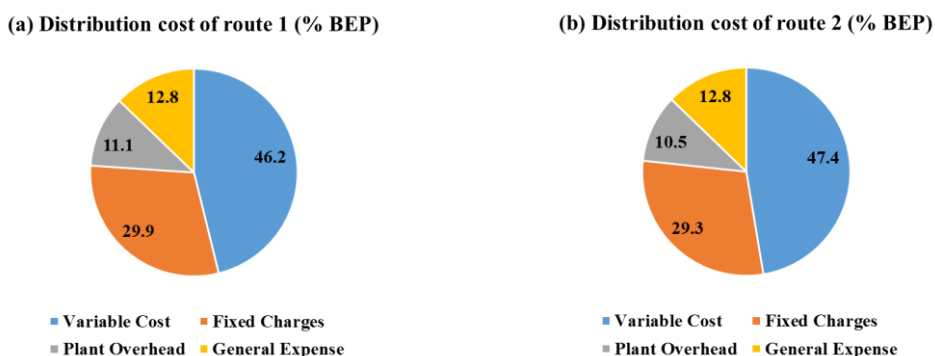 (a) Distribution cost of route 1 (% BEP)
12.8
11.1
46.2
29.9
Variable Cost
Fixed Charges
Plant Overhead
General Expense
(b) Distribution cost of route 2 (% BEP)
12.8
10.5
47.4
29.3
Variable Cost
Fixed Charges
Plant Overhead
General Expense